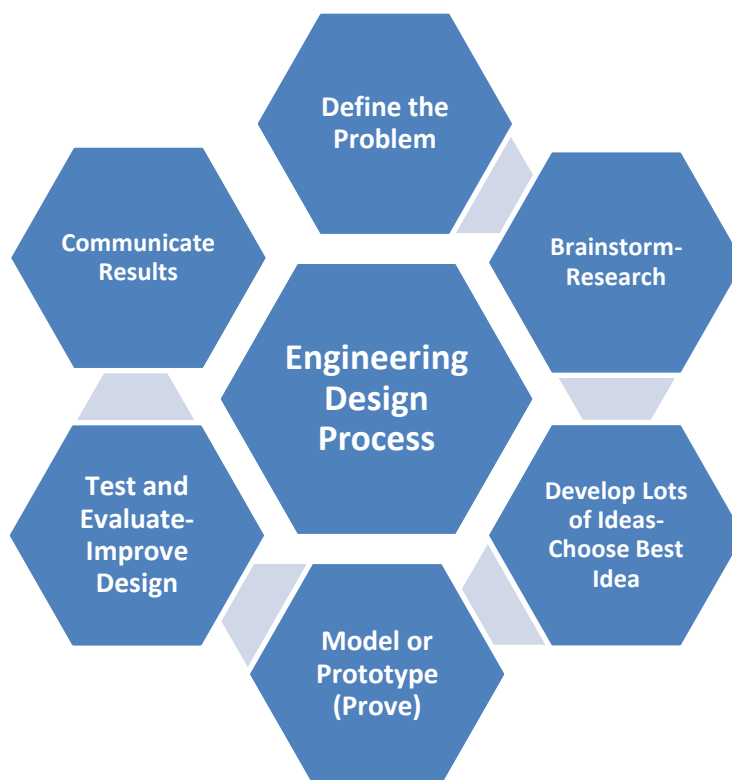 Define the
Problem
Brainstorm-
Research
Develop Lots
of Ideas-
Choose Best
Idea
Model or
Prototype
(Prove)
Test and
Evaluate-
Improve
Design
Communicate
Results
Engineering
Design
Process